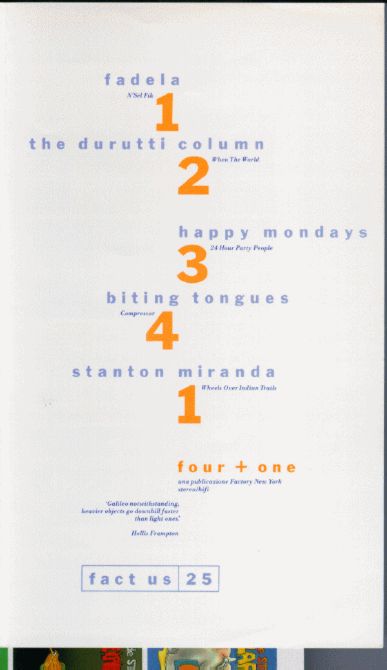 fadela
N'Sel Fik
1
the durutti column
When The World
2
happy mondays
24 Hour Party People
3
biting tongues
Compressor
4
stanton miranda
Wheels Over Indian Trails
1
four + one
una publicazione Factory New York
stereo/hifi
'Galileo notwithstanding,
heavier objects go downhill faster
than light ones.'
Hollis Frampton
fact us 25